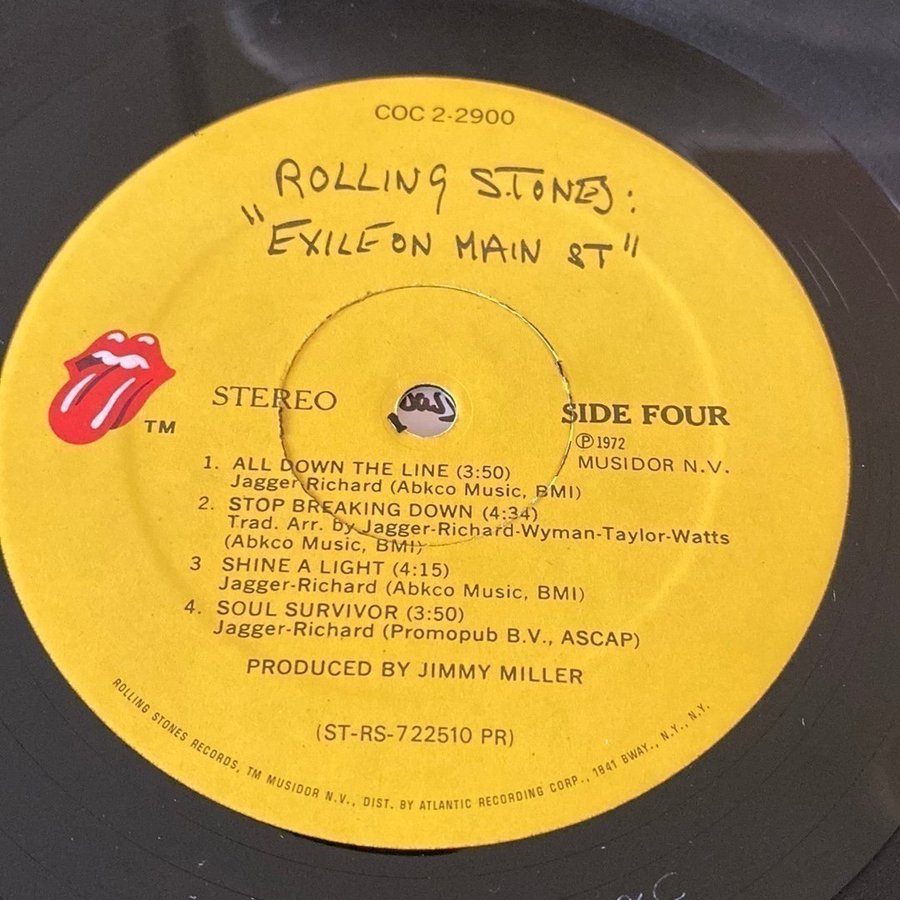 COC 2-2900
ROLLING STONES:
"EXILE ON MAIN ST"
TM
STEREO
SIDE FOUR
℗ 1972
MUSIDOR N.V.
1. ALL DOWN THE LINE (3:50)
Jagger-Richard (Abkco Music, BMI)
2. STOP BREAKING DOWN (4:34)
Trad. Arr. by Jagger-Richard-Wyman-Taylor-Watts
(Abkco Music, BMI)
3 SHINE A LIGHT (4:15)
Jagger-Richard (Abkco Music, BMI)
4. SOUL SURVIVOR (3:50)
Jagger-Richard (Promopub B.V., ASCAP)
PRODUCED BY JIMMY MILLER
(ST-RS-722510 PR)
ROLLING STONES RECORDS, TM MUSIDOR N.V., DIST. BY ATLANTIC RECORDING CORP., 1841 BWAY., N.Y., N.Y.